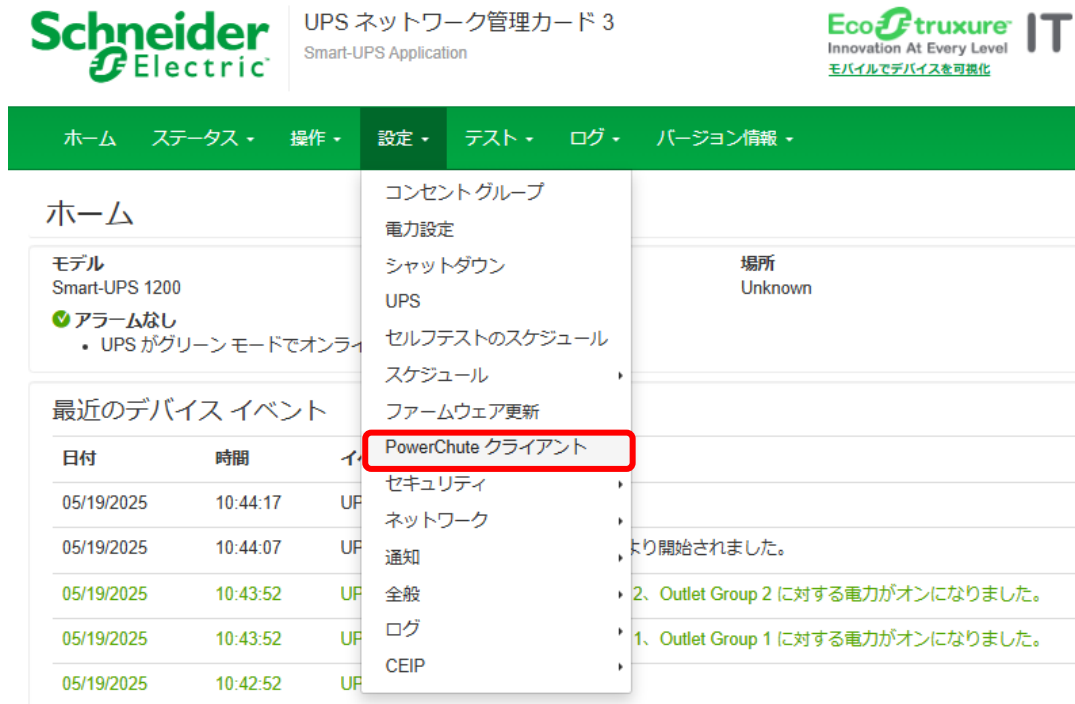 Schneider Electric
UPS ネットワーク管理カード 3
Smart-UPS Application
EcoStruxure IT
Innovation At Every Level
モバイルでデバイスを可視化
ホーム ステータス 操作 設定 テスト ログ バージョン情報
コンセント グループ
電力設定
シャットダウン
UPS
セルフテストのスケジュール
スケジュール
ファームウェア更新
PowerChute クライアント
セキュリティ
ネットワーク
通知
全般
ログ
CEIP
ホーム
モデル
Smart-UPS 1200
場所
Unknown
アラームなし
• UPS がグリーン モードでオンライ
最近のデバイス イベント
日付 時間
05/19/2025 10:44:17 UP
05/19/2025 10:44:07 UP より開始されました。
05/19/2025 10:43:52 UP 2、Outlet Group 2 に対する電力がオンになりました。
05/19/2025 10:43:52 UP 1、Outlet Group 1 に対する電力がオンになりました。
05/19/2025 10:42:52 UP